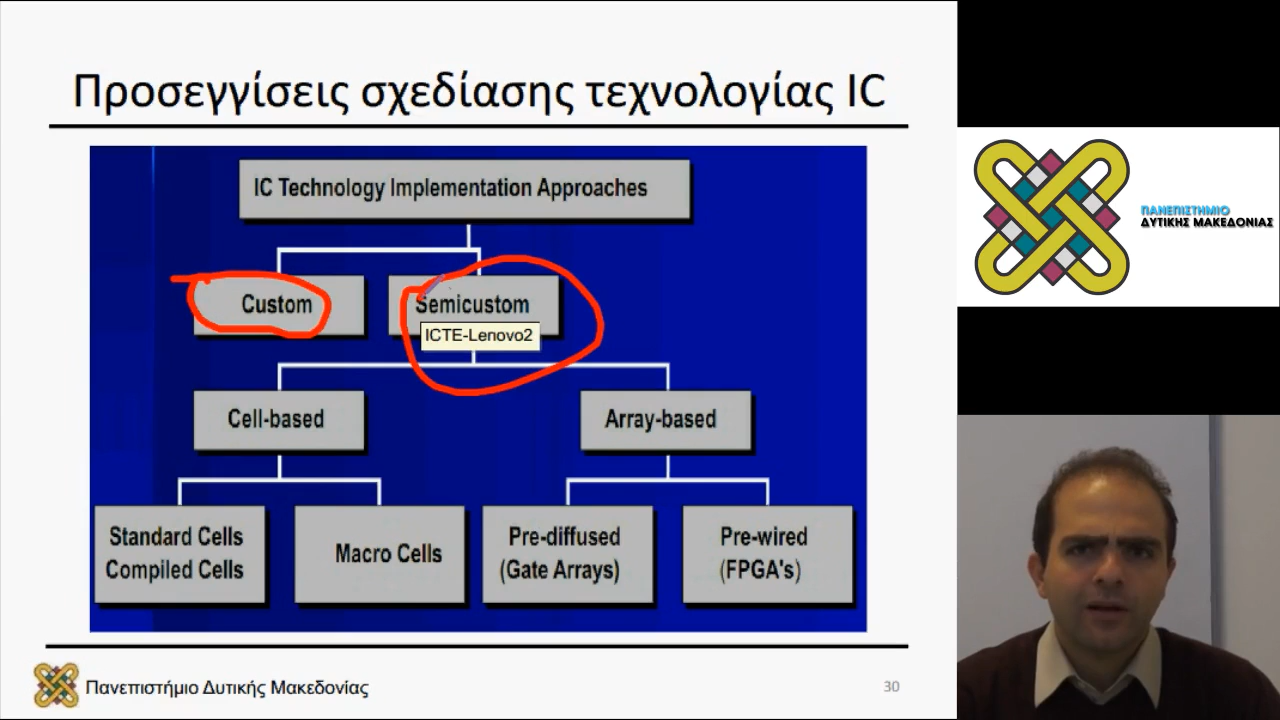 Προσεγγίσεις σχεδίασης τεχνολογίας IC
IC Technology Implementation Approaches
Custom
Semicustom
ICTE-Lenovo2
Cell-based
Array-based
Standard Cells
Compiled Cells
Macro Cells
Pre-diffused
(Gate Arrays)
Pre-wired
(FPGA's)
Πανεπιστήμιο Δυτικής Μακεδονίας
30
ΠΑΝΕΠΙΣΤΗΜΙΟ
ΔΥΤΙΚΗΣ ΜΑΚΕΔΟΝΙΑΣ